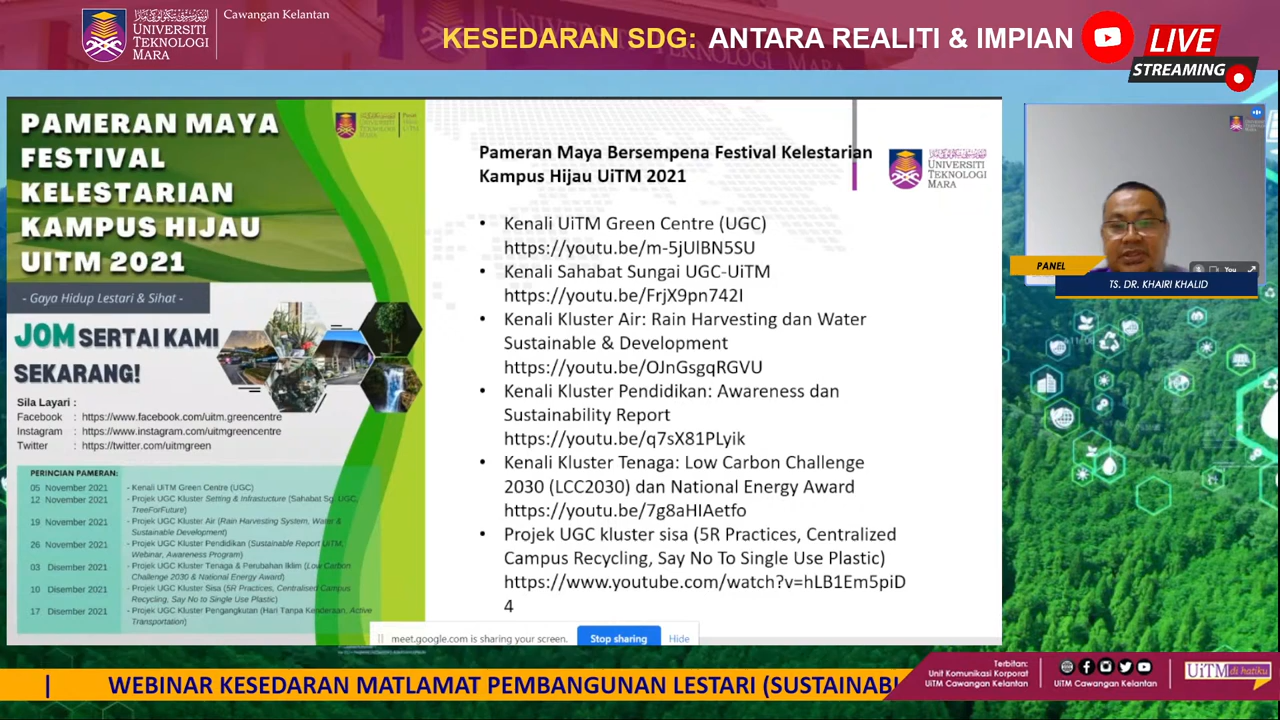 UNIVERSITI
TEKNOLOGI
MARA
Cawangan Kelantan
KESEDARAN SDG: ANTARA REALITI & IMPIAN
LIVE
STREAMING
PAMERAN MAYA
FESTIVAL
KELESTARIAN
KAMPUS HIJAU
UITM 2021
- Gaya Hidup Lestari & Sihat -
JOM SERTAI KAMI
SEKARANG!
Sila Layari :
Facebook : https://www.facebook.com/uitm.greencentre
Instagram : https://www.instagram.com/uitmgreencentre
Twitter : https://twitter.com/uitmgreen
PERINCIAN PAMERAN:
05 November 2021 - Kenali UiTM Green Centre (UGC)
12 November 2021 - Projek UGC Kluster Setting & Infrastucture (Sahabat Sg. UGC,
TreeForFuture)
19 November 2021 - Projek UGC Kluster Air (Rain Harvesting System, Water &
Sustainable Development)
26 November 2021 - Projek UGC Kluster Pendidikan (Sustainable Report UiTM,
Webinar, Awareness Program)
03 Disember 2021 - Projek UGC Kluster Tenaga & Perubahan Iklim (Low Carbon
Challenge 2030 & National Energy Award)
10 Disember 2021 - Projek UGC Kluster Sisa (5R Practices, Centralised Campus
Recycling, Say No to Single Use Plastic)
17 Disember 2021 - Projek UGC Kluster Pengangkutan (Hari Tanpa Kenderaan, Active
Transportation)
UNIVERSITI
TEKNOLOGI
MARA
Pameran Maya Bersempena Festival Kelestarian
Kampus Hijau UiTM 2021
UNIVERSITI
TEKNOLOGI
MARA
• Kenali UiTM Green Centre (UGC)
https://youtu.be/m-5jUlBN5SU
• Kenali Sahabat Sungai UGC-UiTM
https://youtu.be/FrjX9pn742I
• Kenali Kluster Air: Rain Harvesting dan Water
Sustainable & Development
https://youtu.be/OJnGsgqRGVU
• Kenali Kluster Pendidikan: Awareness dan
Sustainability Report
https://youtu.be/q7sX81PLyik
• Kenali Kluster Tenaga: Low Carbon Challenge
2030 (LCC2030) dan National Energy Award
https://youtu.be/7g8aHIAetfo
• Projek UGC kluster sisa (5R Practices, Centralized
Campus Recycling, Say No To Single Use Plastic)
https://www.youtube.com/watch?v=hLB1Em5piD
4
meet.google.com is sharing your screen. Stop sharing Hide
You
PANEL
TS. DR. KHAIRI KHALID
| WEBINAR KESEDARAN MATLAMAT PEMBANGUNAN LESTARI (SUSTAINAB
Terbitan:
Unit Komunikasi Korporat
UiTM Cawangan Kelantan
UiTM Cawangan Kelantan
UiTM di hatiku